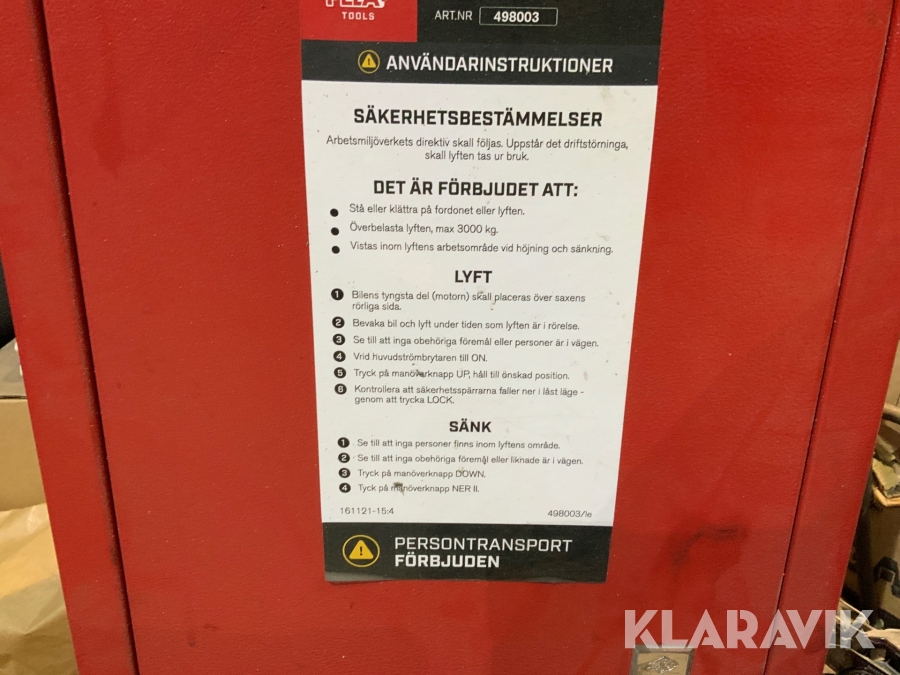 TOOLS
ART.NR 498003
ANVÄNDARINSTRUKTIONER
SÄKERHETSBESTÄMMELSER
Arbetsmiljöverkets direktiv skall följas. Uppstår det driftstörninga,
skall lyften tas ur bruk.
DET ÄR FÖRBJUDET ATT:
Stå eller klättra på fordonet eller lyften.
Överbelasta lyften, max 3000 kg.
Vistas inom lyftens arbetsområde vid höjning och sänkning.
LYFT
1 Bilens tyngsta del (motorn) skall placeras över saxens
rörliga sida.
2 Bevaka bil och lyft under tiden som lyften är i rörelse.
3 Se till att inga obehöriga föremål eller personer är i vägen.
4 Vrid huvudströmbrytaren till ON.
5 Tryck på manöverknapp UP, håll till önskad position.
6 Kontrollera att säkerhetsspärrarna faller ner i låst läge -
genom att trycka LOCK.
SÄNK
1 Se till att inga personer finns inom lyftens område.
2 Se till att inga obehöriga föremål eller liknade är i vägen.
3 Tryck på manöverknapp DOWN.
4 Tyck på manöverknapp NER II.
161121-15:4
498003/le
PERSONTRANSPORT
FÖRBJUDEN
KLARAVIK